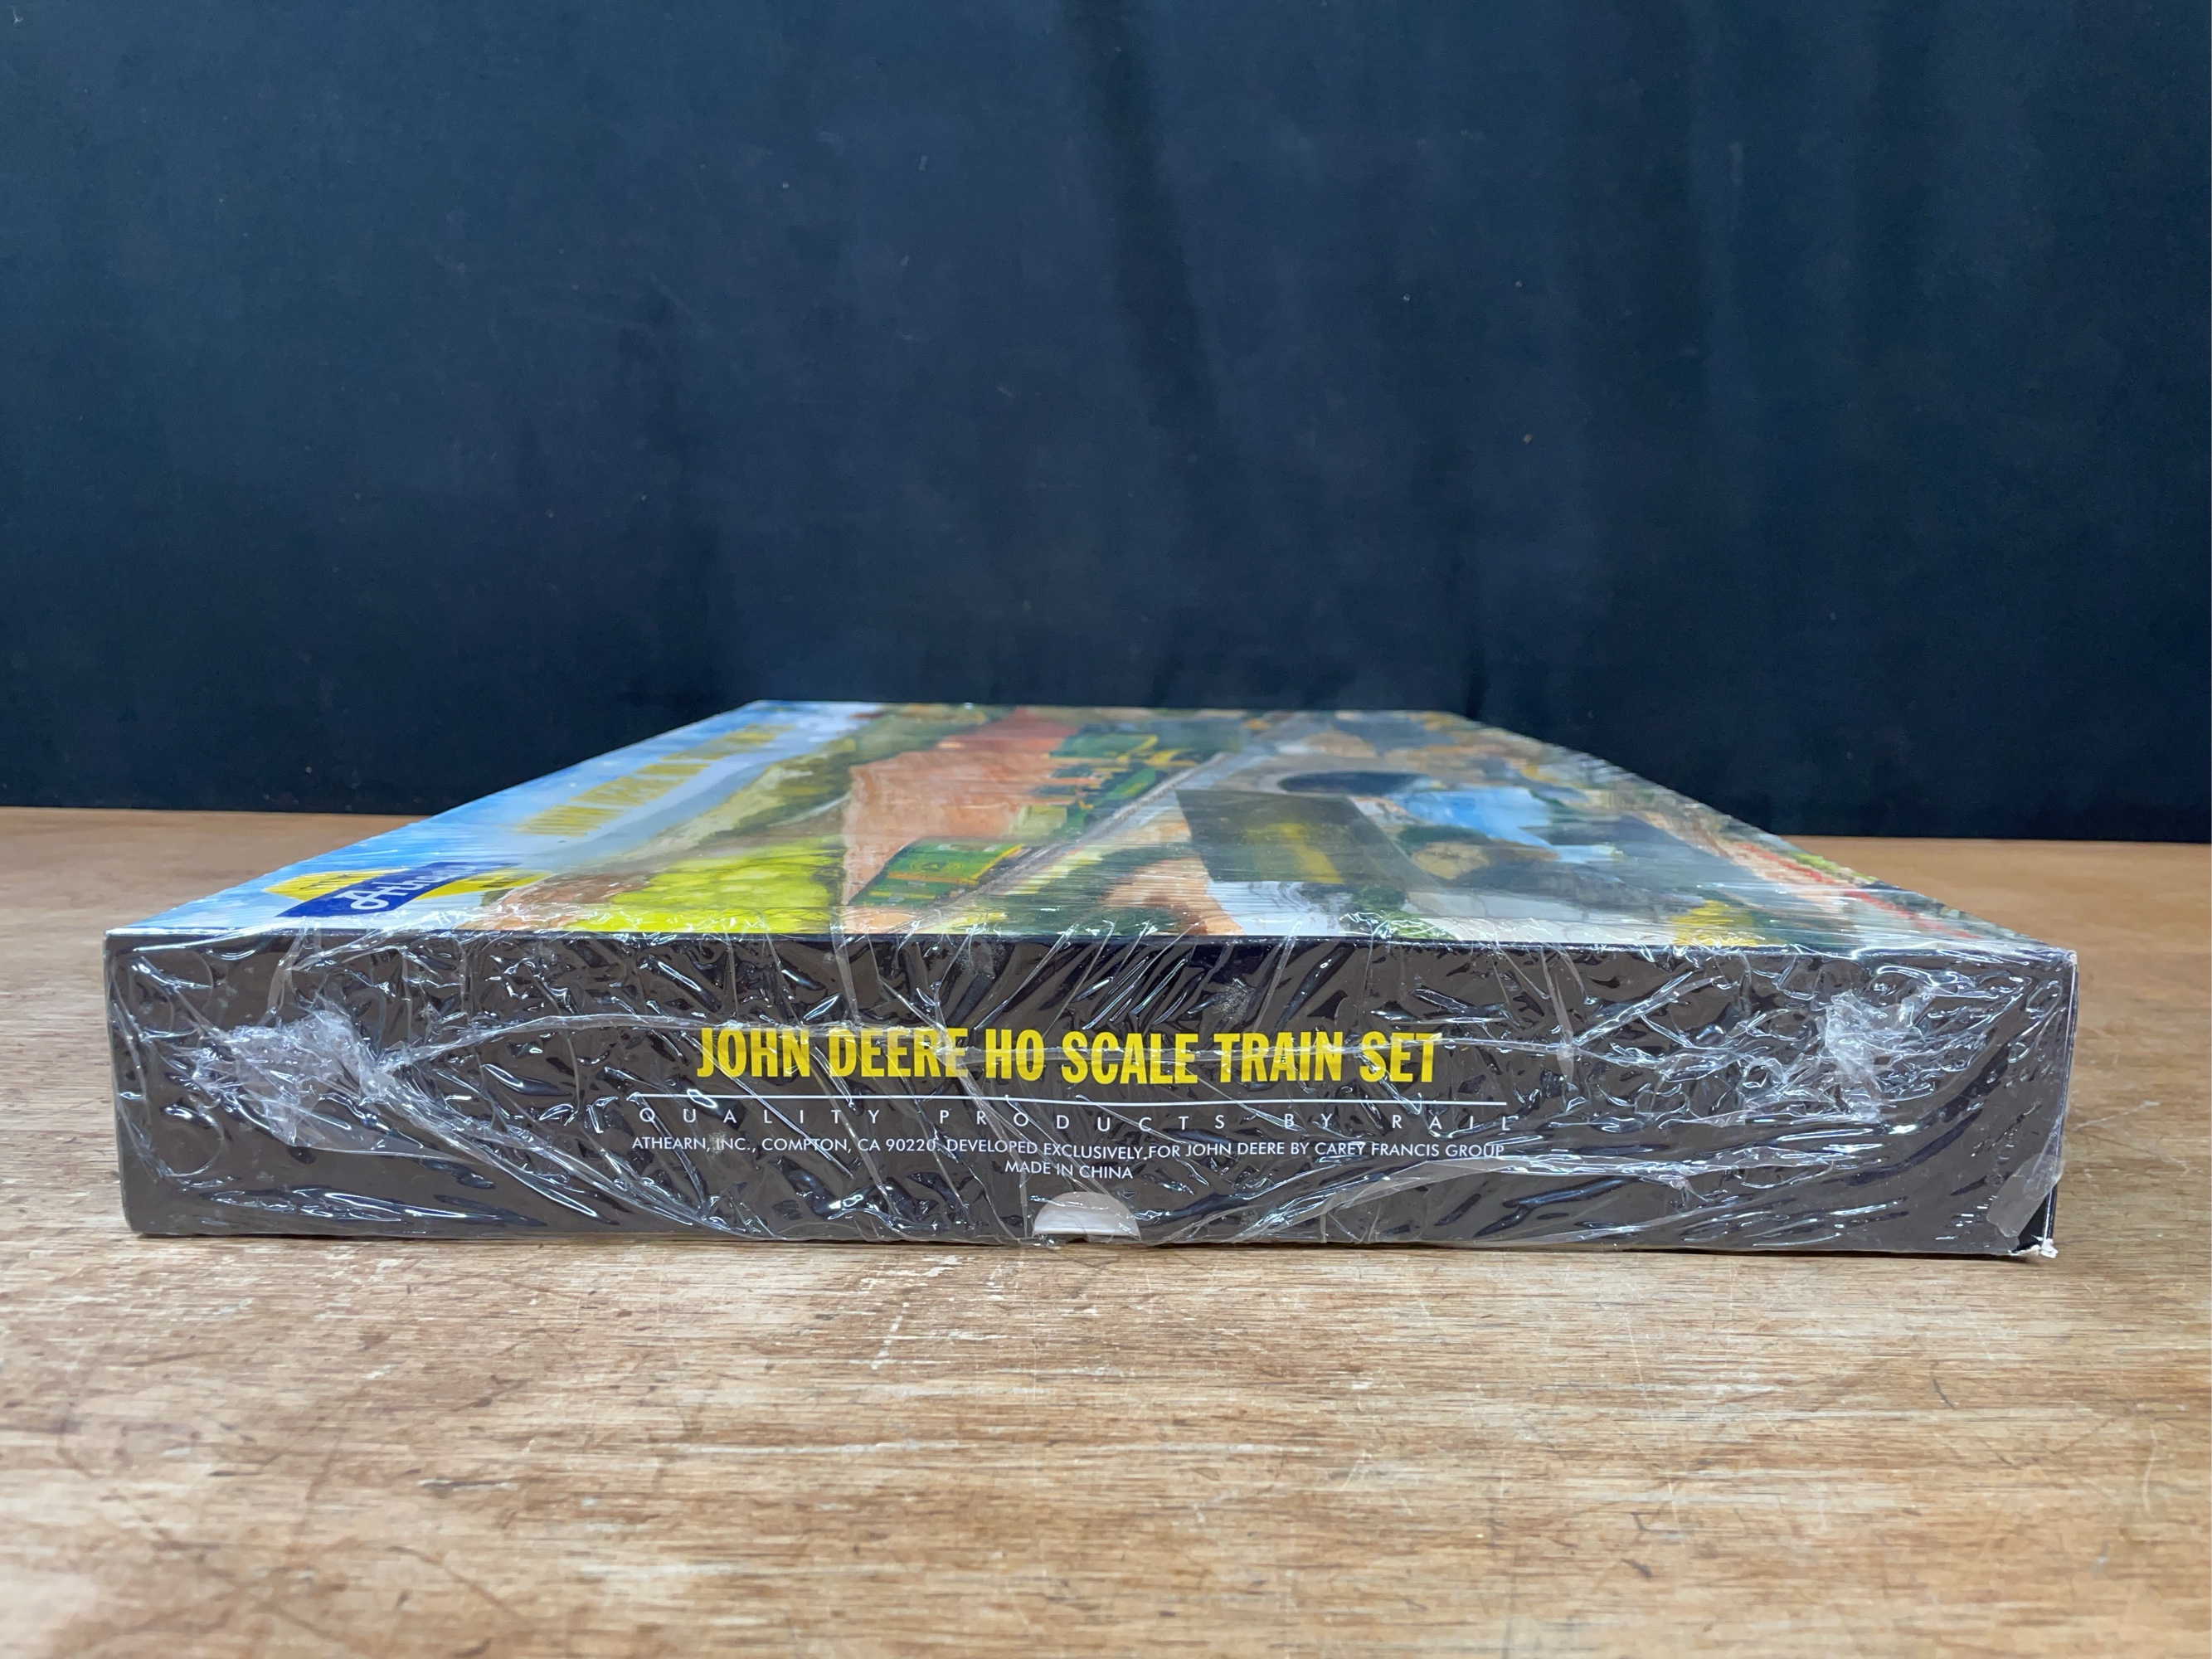 Athearn
JOHN DEERE HO SCALE TRAIN SET
QUALITY PRODUCTS BY RAIL
ATHEARN, INC., COMPTON, CA 90220. DEVELOPED EXCLUSIVELY FOR JOHN DEERE BY CAREY FRANCIS GROUP
MADE IN CHINA